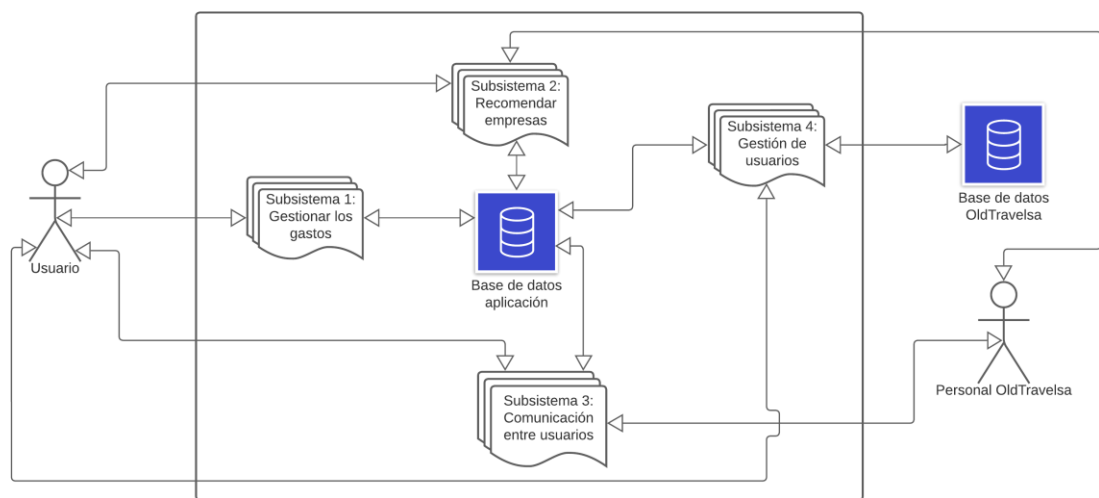 Subsistema 2:
Recomendar
empresas
Subsistema 4:
Gestión de
usuarios
Subsistema 1:
Gestionar los
gastos
Base de datos
OldTravelsa
Usuario
Base de datos
aplicación
Personal OldTravelsa
Subsistema 3:
Comunicación
entre usuarios